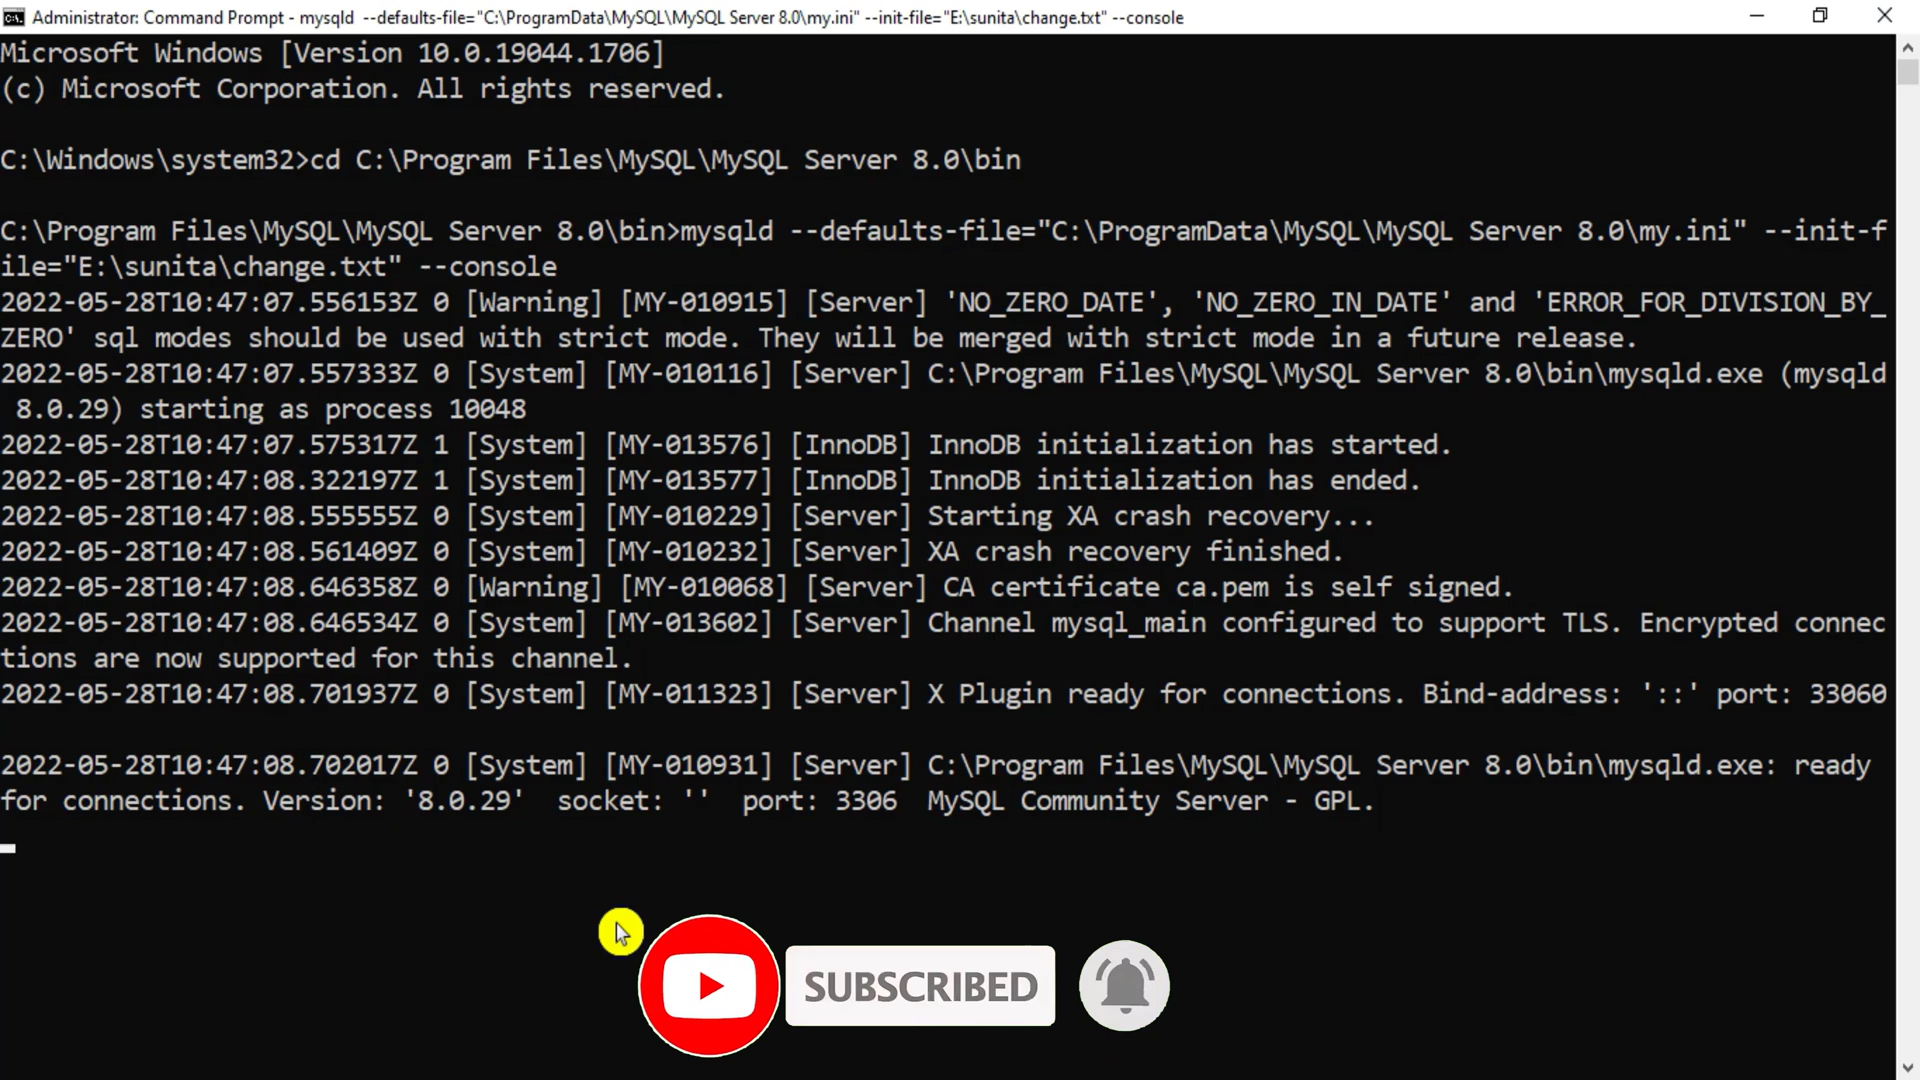 Administrator: Command Prompt - mysqld  --defaults-file="C:\ProgramData\MySQL\MySQL Server 8.0\my.ini" --init-file="E:\sunita\change.txt" --console
Microsoft Windows [Version 10.0.19044.1706]
(c) Microsoft Corporation. All rights reserved.
C:\Windows\system32>cd C:\Program Files\MySQL\MySQL Server 8.0\bin
C:\Program Files\MySQL\MySQL Server 8.0\bin>mysqld --defaults-file="C:\ProgramData\MySQL\MySQL Server 8.0\my.ini" --init-f
ile="E:\sunita\change.txt" --console
2022-05-28T10:47:07.556153Z 0 [Warning] [MY-010915] [Server] 'NO_ZERO_DATE', 'NO_ZERO_IN_DATE' and 'ERROR_FOR_DIVISION_BY_
ZERO' sql modes should be used with strict mode. They will be merged with strict mode in a future release.
2022-05-28T10:47:07.557333Z 0 [System] [MY-010116] [Server] C:\Program Files\MySQL\MySQL Server 8.0\bin\mysqld.exe (mysqld
 8.0.29) starting as process 10048
2022-05-28T10:47:07.575317Z 1 [System] [MY-013576] [InnoDB] InnoDB initialization has started.
2022-05-28T10:47:08.322197Z 1 [System] [MY-013577] [InnoDB] InnoDB initialization has ended.
2022-05-28T10:47:08.555555Z 0 [System] [MY-010229] [Server] Starting XA crash recovery...
2022-05-28T10:47:08.561409Z 0 [System] [MY-010232] [Server] XA crash recovery finished.
2022-05-28T10:47:08.646358Z 0 [Warning] [MY-010068] [Server] CA certificate ca.pem is self signed.
2022-05-28T10:47:08.646534Z 0 [System] [MY-013602] [Server] Channel mysql_main configured to support TLS. Encrypted connec
tions are now supported for this channel.
2022-05-28T10:47:08.701937Z 0 [System] [MY-011323] [Server] X Plugin ready for connections. Bind-address: '::' port: 33060
2022-05-28T10:47:08.702017Z 0 [System] [MY-010931] [Server] C:\Program Files\MySQL\MySQL Server 8.0\bin\mysqld.exe: ready
for connections. Version: '8.0.29'  socket: ''  port: 3306  MySQL Community Server - GPL.
SUBSCRIBED